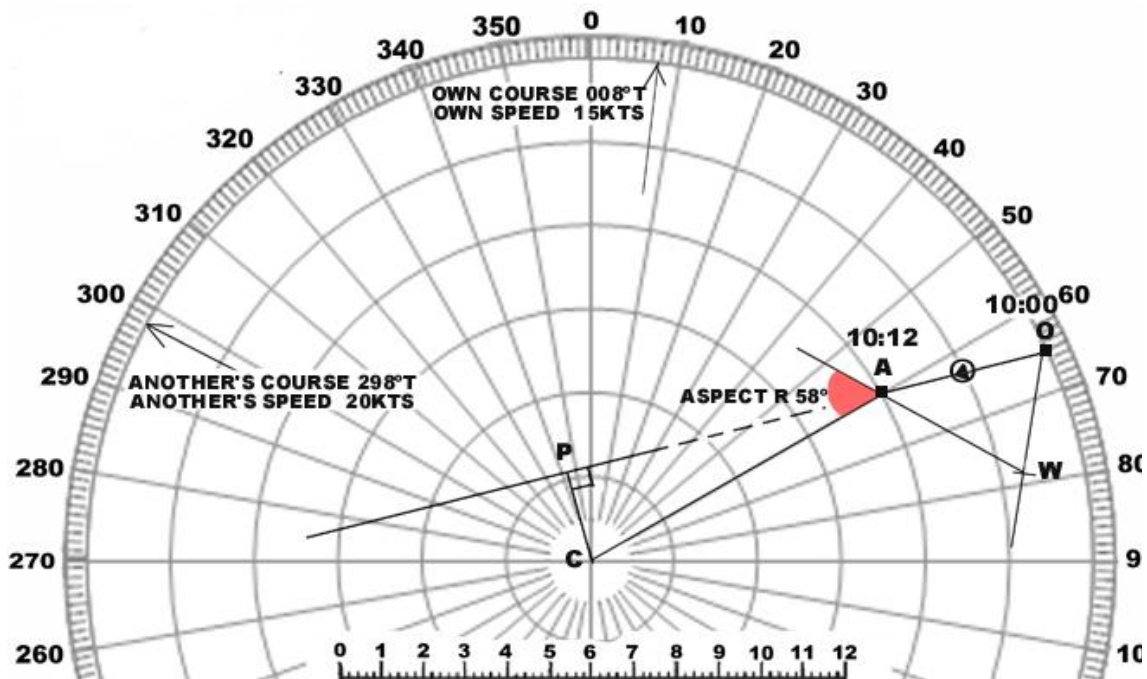 0
350
10
340
20
330
30
OWN COURSE 008°T
OWN SPEED 15KTS
320
40
310
50
300
60
10:00
O
10:12
A
290
70
ANOTHER'S COURSE 298°T
ANOTHER'S SPEED 20KTS
ASPECT R 58°
P
280
80
W
270
C
9
260
10
0 1 2 3 4 5 6 7 8 9 10 11 12